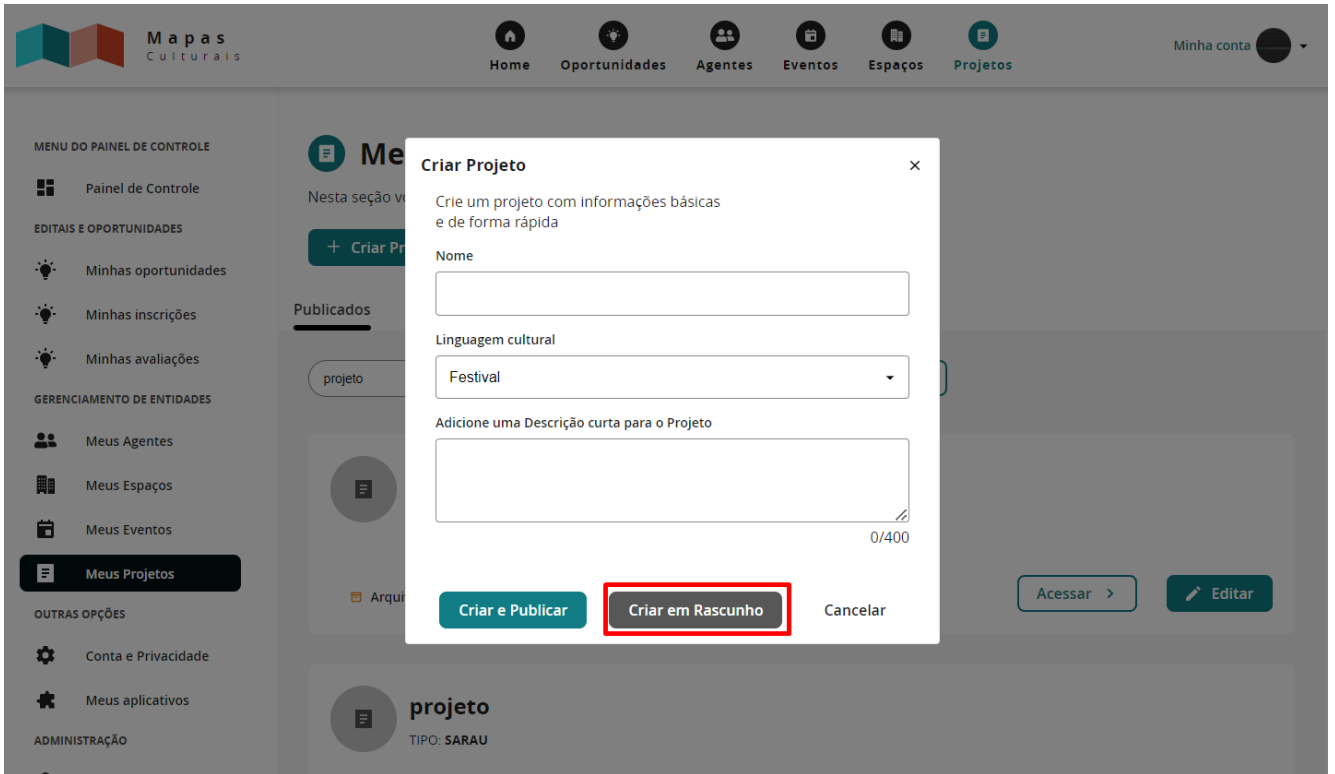 Mapas
Culturais
Home
Oportunidades
Agentes
Eventos
Espaços
Projetos
Minha conta
MENU DO PAINEL DE CONTROLE
Painel de Controle
EDITAIS E OPORTUNIDADES
Minhas oportunidades
Minhas inscrições
Minhas avaliações
GERENCIAMENTO DE ENTIDADES
Meus Agentes
Meus Espaços
Meus Eventos
Meus Projetos
OUTRAS OPÇÕES
Conta e Privacidade
Meus aplicativos
ADMINISTRAÇÃO
Me
Nesta seção v
+ Criar Pr
Publicados
projeto
Arqui
Acessar >
Editar
projeto
TIPO: SARAU
Criar Projeto ×
Crie um projeto com informações básicas
e de forma rápida
Nome
Linguagem cultural
Festival
Adicione uma Descrição curta para o Projeto
0/400
Criar e Publicar
Criar em Rascunho
Cancelar